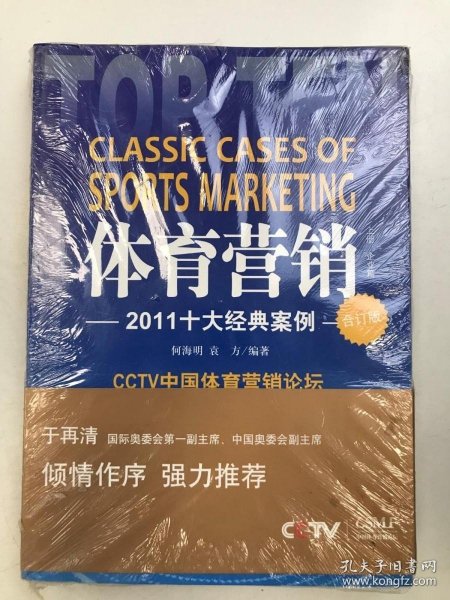 TOP TEN
CLASSIC CASES OF
SPORTS MARKETING
体育营销
2011十大经典案例
合订版
何海明 袁 方/编著
CCTV中国体育营销论坛
于再清 国际奥委会第一副主席、中国奥委会副主席
倾情作序 强力推荐
CCTV
CSMF
孔夫子旧书网
www.kongfz.com